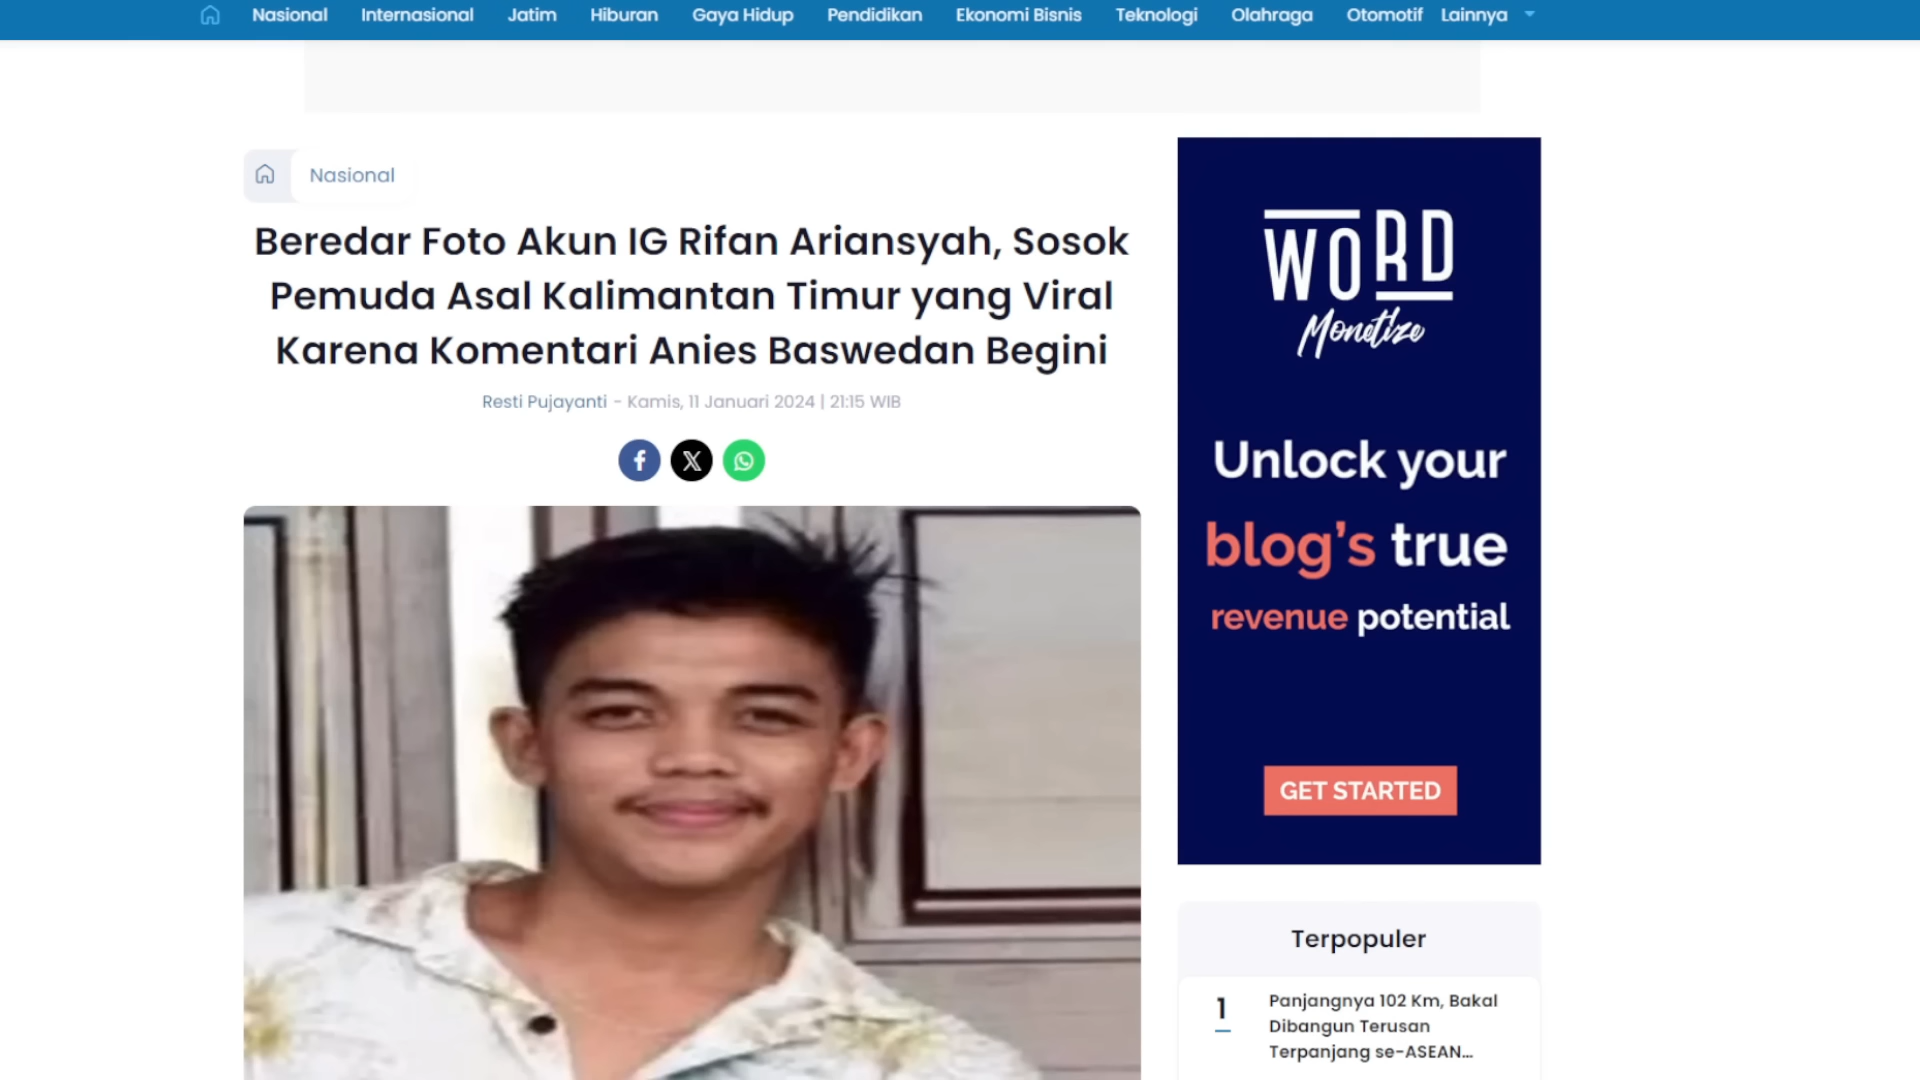 Nasional Internasional Jatim Hiburan Gaya Hidup Pendidikan Ekonomi Bisnis Teknologi Olahraga Otomotif Lainnya
Nasional
Beredar Foto Akun IG Rifan Ariansyah, Sosok
Pemuda Asal Kalimantan Timur yang Viral
Karena Komentari Anies Baswedan Begini
Resti Pujayanti - Kamis, 11 Januari 2024 | 21:15 WIB
WORD
Monetize
Unlock your
blog's true
revenue potential
GET STARTED
Terpopuler
1
Panjangnya 102 Km, Bakal
Dibangun Terusan
Terpanjang se-ASEAN...